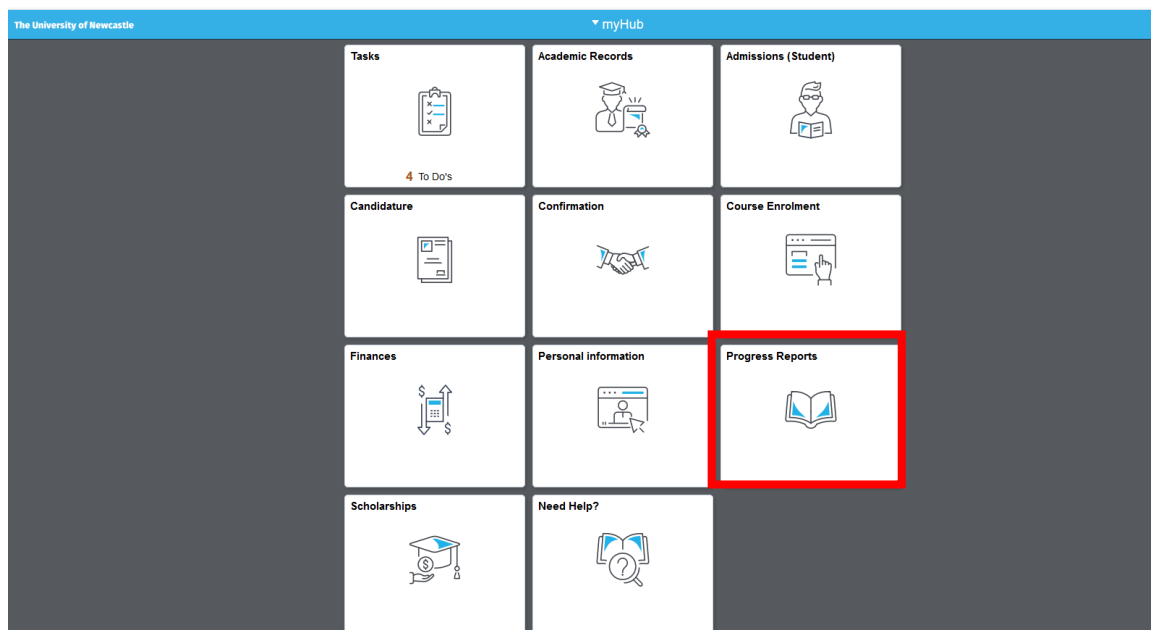 The University of Newcastle
myHub
Tasks
Academic Records
Admissions (Student)
4 To Do's
Candidature
Confirmation
Course Enrolment
Finances
Personal information
Progress Reports
$
$
Scholarships
Need Help?
$
?